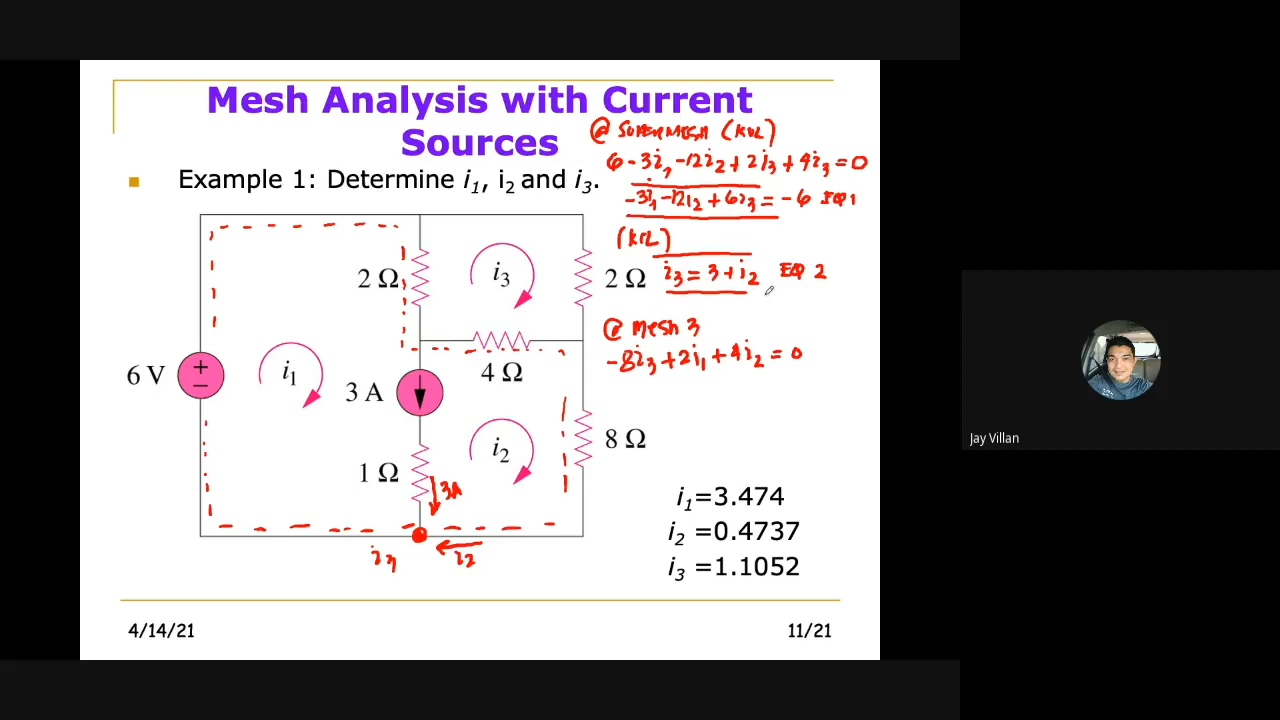 Mesh Analysis with Current
Sources
Example 1: Determine i₁, i₂ and i₃.
@ SUPERMESH (KVL)
6 - 3i₁ - 12i₂ + 2i₃ + 4i₃ = 0
-3i₁ - 12i₂ + 6i₃ = -6 EQ 1
(KCL)
i₁ = 3 + i₂ EQ 2
@ MESH 3
-8i₃ + 2i₁ + 4i₂ = 0
2 Ω
i₃
2 Ω
6 V
i₁
3 A
4 Ω
i₂
8 Ω
1 Ω
3A
i₁
i₂
i₁=3.474
i₂ =0.4737
i₃ =1.1052
4/14/21
11/21
Jay Villan